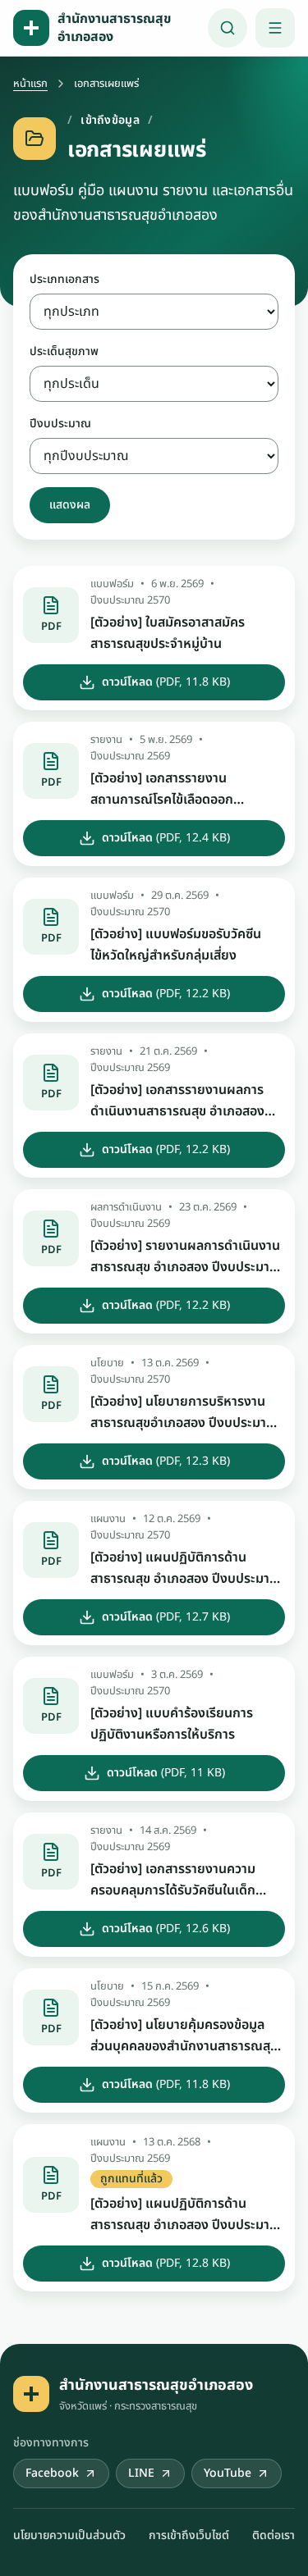 สำนักงานสาธารณสุข
อำเภอสอง
หน้าแรก > เอกสารเผยแพร่
/ เข้าถึงข้อมูล /
เอกสารเผยแพร่
แบบฟอร์ม คู่มือ แผนงาน รายงาน และเอกสารอื่น
ของสำนักงานสาธารณสุขอำเภอสอง
ประเภทเอกสาร
ทุกประเภท
ประเด็นสุขภาพ
ทุกประเด็น
ปีงบประมาณ
ทุกปีงบประมาณ
แสดงผล
แบบฟอร์ม • 6 พ.ย. 2569 •
ปีงบประมาณ 2570
PDF
[ตัวอย่าง] ใบสมัครอาสาสมัคร
สาธารณสุขประจำหมู่บ้าน
ดาวน์โหลด (PDF, 11.8 KB)
รายงาน • 5 พ.ย. 2569 •
ปีงบประมาณ 2569
PDF
[ตัวอย่าง] เอกสารรายงาน
สถานการณ์โรคไข้เลือดออก...
ดาวน์โหลด (PDF, 12.4 KB)
แบบฟอร์ม • 29 ต.ค. 2569 •
ปีงบประมาณ 2570
PDF
[ตัวอย่าง] แบบฟอร์มขอรับวัคซีน
ไข้หวัดใหญ่สำหรับกลุ่มเสี่ยง
ดาวน์โหลด (PDF, 12.2 KB)
รายงาน • 21 ต.ค. 2569 •
ปีงบประมาณ 2569
PDF
[ตัวอย่าง] เอกสารรายงานผลการ
ดำเนินงานสาธารณสุข อำเภอสอง...
ดาวน์โหลด (PDF, 12.2 KB)
ผลการดำเนินงาน • 23 ต.ค. 2569 •
ปีงบประมาณ 2569
PDF
[ตัวอย่าง] รายงานผลการดำเนินงาน
สาธารณสุข อำเภอสอง ปีงบประมา...
ดาวน์โหลด (PDF, 12.2 KB)
นโยบาย • 13 ต.ค. 2569 •
ปีงบประมาณ 2570
PDF
[ตัวอย่าง] นโยบายการบริหารงาน
สาธารณสุขอำเภอสอง ปีงบประมา...
ดาวน์โหลด (PDF, 12.3 KB)
แผนงาน • 12 ต.ค. 2569 •
ปีงบประมาณ 2570
PDF
[ตัวอย่าง] แผนปฏิบัติการด้าน
สาธารณสุข อำเภอสอง ปีงบประมา...
ดาวน์โหลด (PDF, 12.7 KB)
แบบฟอร์ม • 3 ต.ค. 2569 •
ปีงบประมาณ 2570
PDF
[ตัวอย่าง] แบบคำร้องเรียนการ
ปฏิบัติงานหรือการให้บริการ
ดาวน์โหลด (PDF, 11 KB)
รายงาน • 14 ส.ค. 2569 •
ปีงบประมาณ 2569
PDF
[ตัวอย่าง] เอกสารรายงานความ
ครอบคลุมการได้รับวัคซีนในเด็ก...
ดาวน์โหลด (PDF, 12.6 KB)
นโยบาย • 15 ก.ค. 2569 •
ปีงบประมาณ 2569
PDF
[ตัวอย่าง] นโยบายคุ้มครองข้อมูล
ส่วนบุคคลของสำนักงานสาธารณสุ...
ดาวน์โหลด (PDF, 11.8 KB)
แผนงาน • 13 ต.ค. 2568 •
ปีงบประมาณ 2569
ถูกแทนที่แล้ว
PDF
[ตัวอย่าง] แผนปฏิบัติการด้าน
สาธารณสุข อำเภอสอง ปีงบประมา...
ดาวน์โหลด (PDF, 12.8 KB)
สำนักงานสาธารณสุขอำเภอสอง
จังหวัดแพร่ · กระทรวงสาธารณสุข
ช่องทางทางการ
Facebook LINE YouTube
นโยบายความเป็นส่วนตัว การเข้าถึงเว็บไซต์ ติดต่อเรา